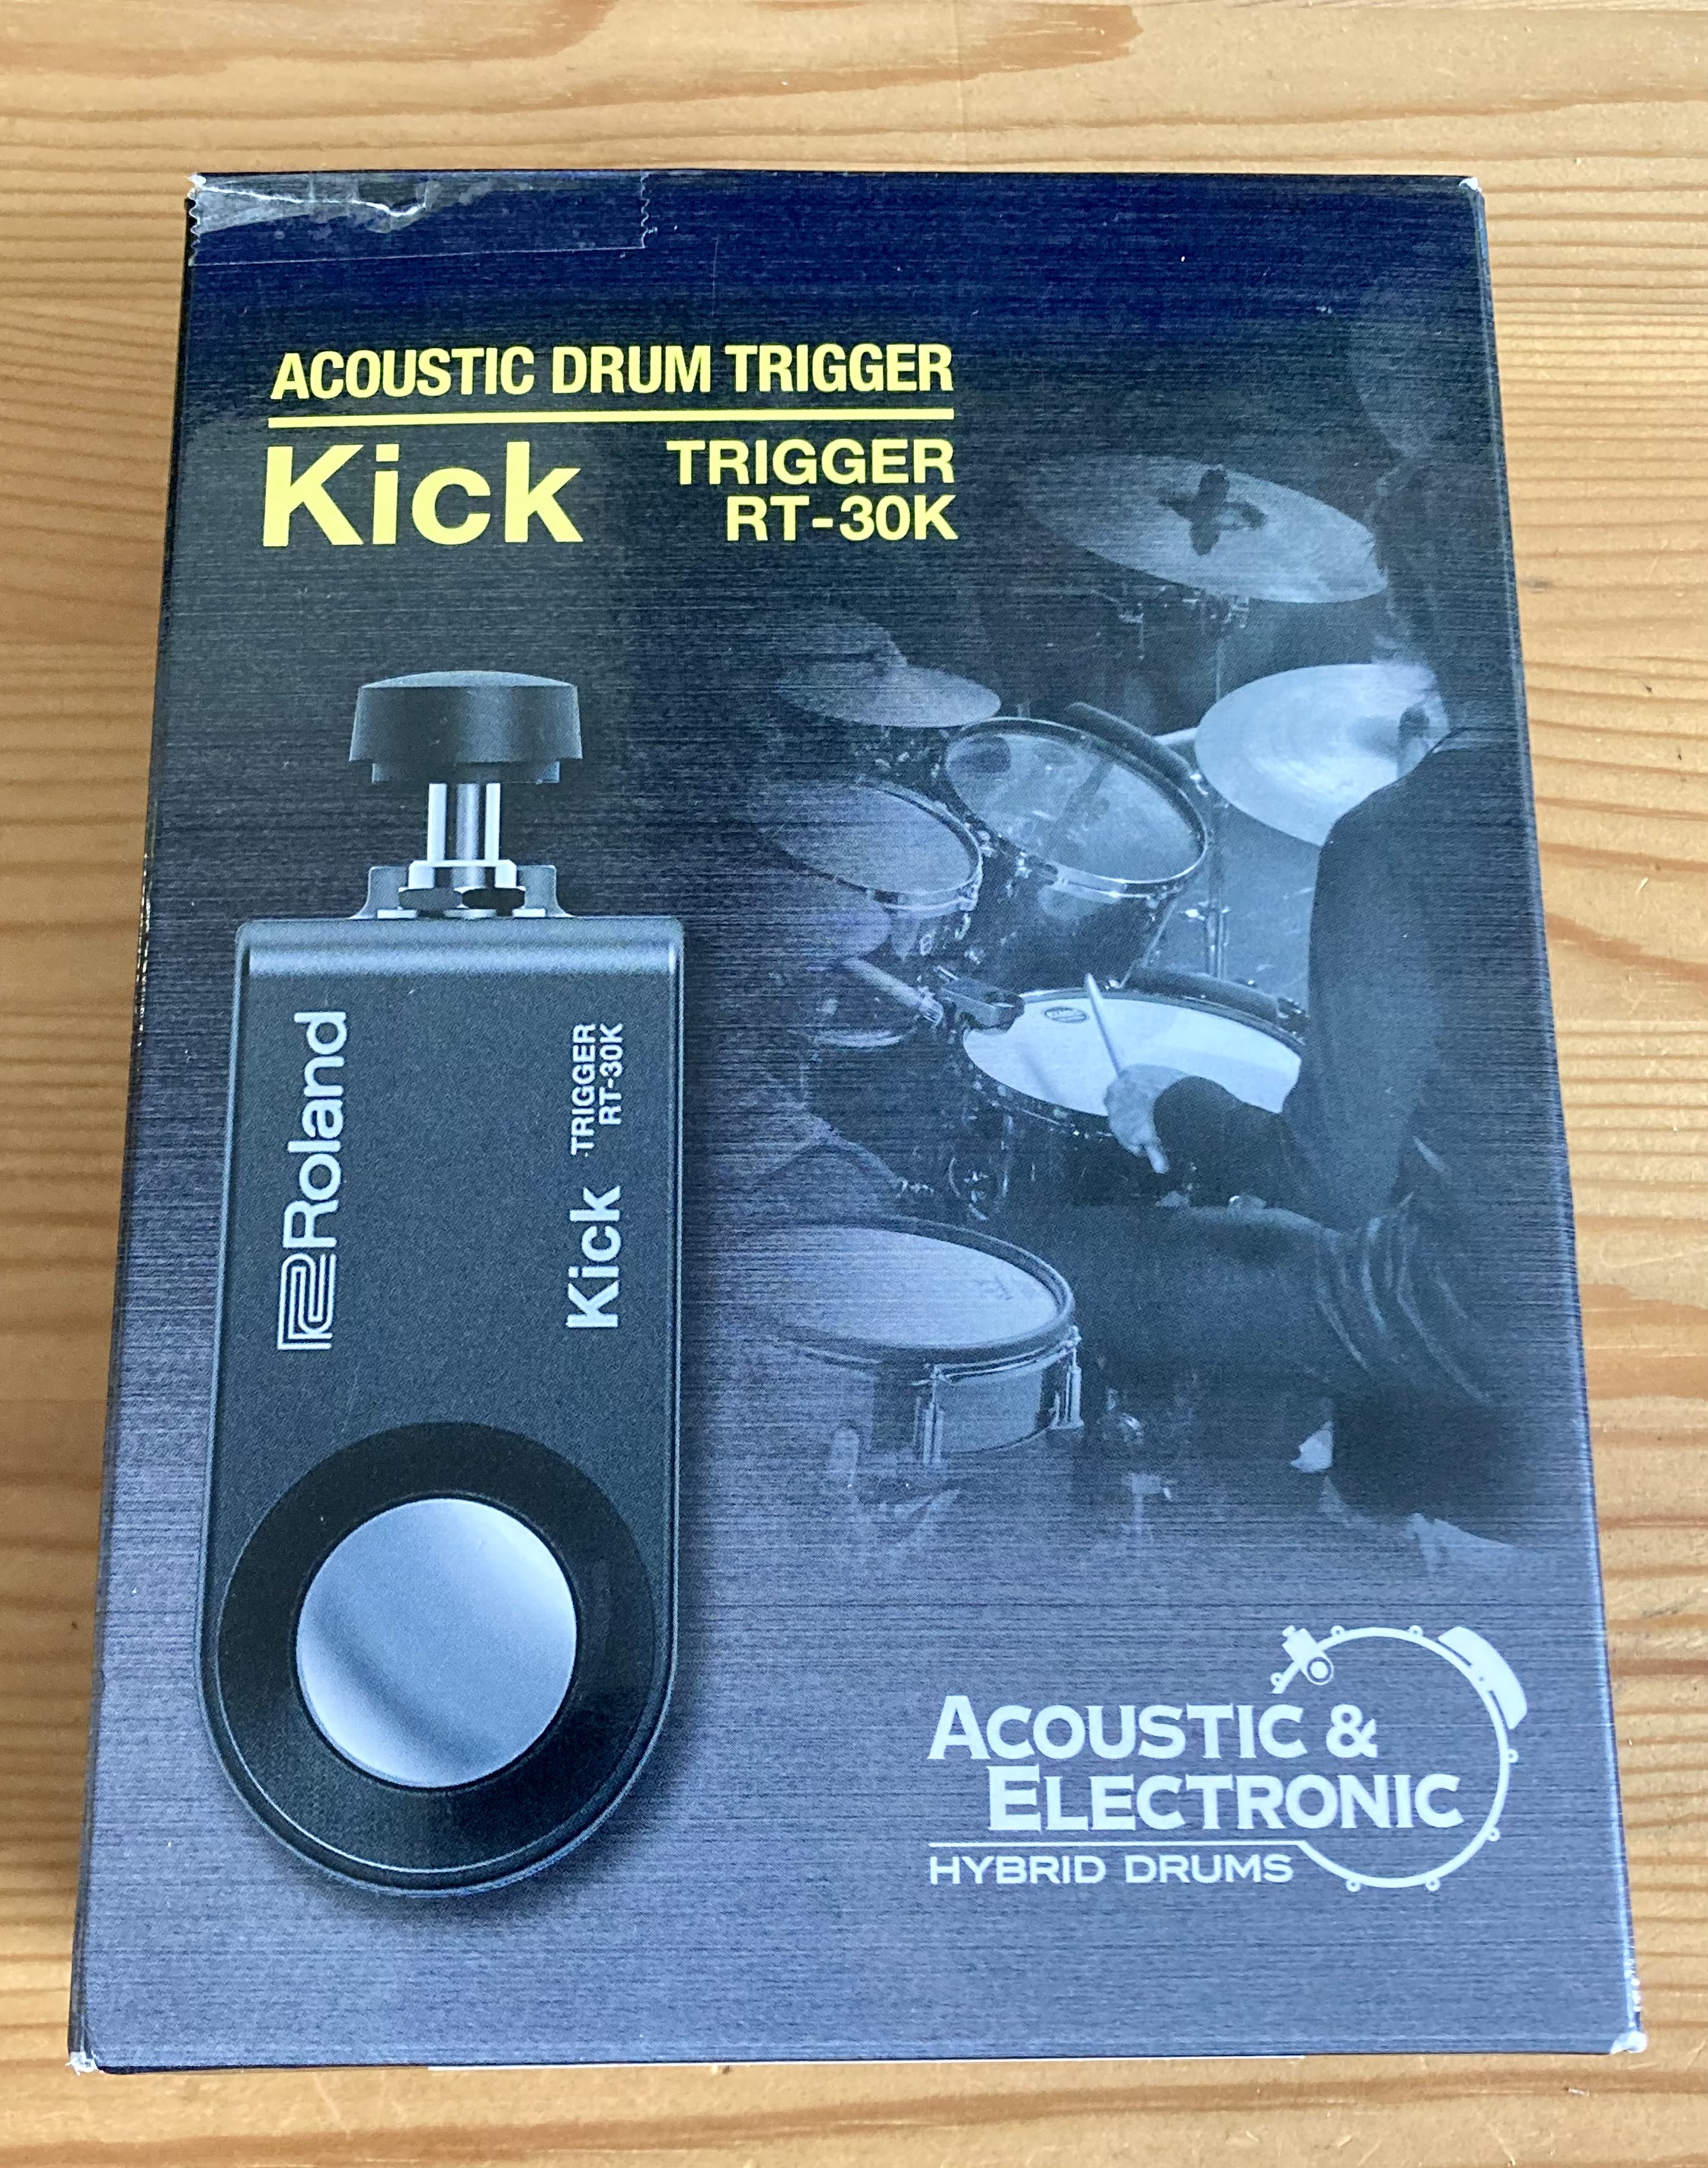 ACOUSTIC DRUM TRIGGER
Kick
TRIGGER
RT-30K
Roland
Kick
TRIGGER
RT-30K
ACOUSTIC &
ELECTRONIC
HYBRID DRUMS